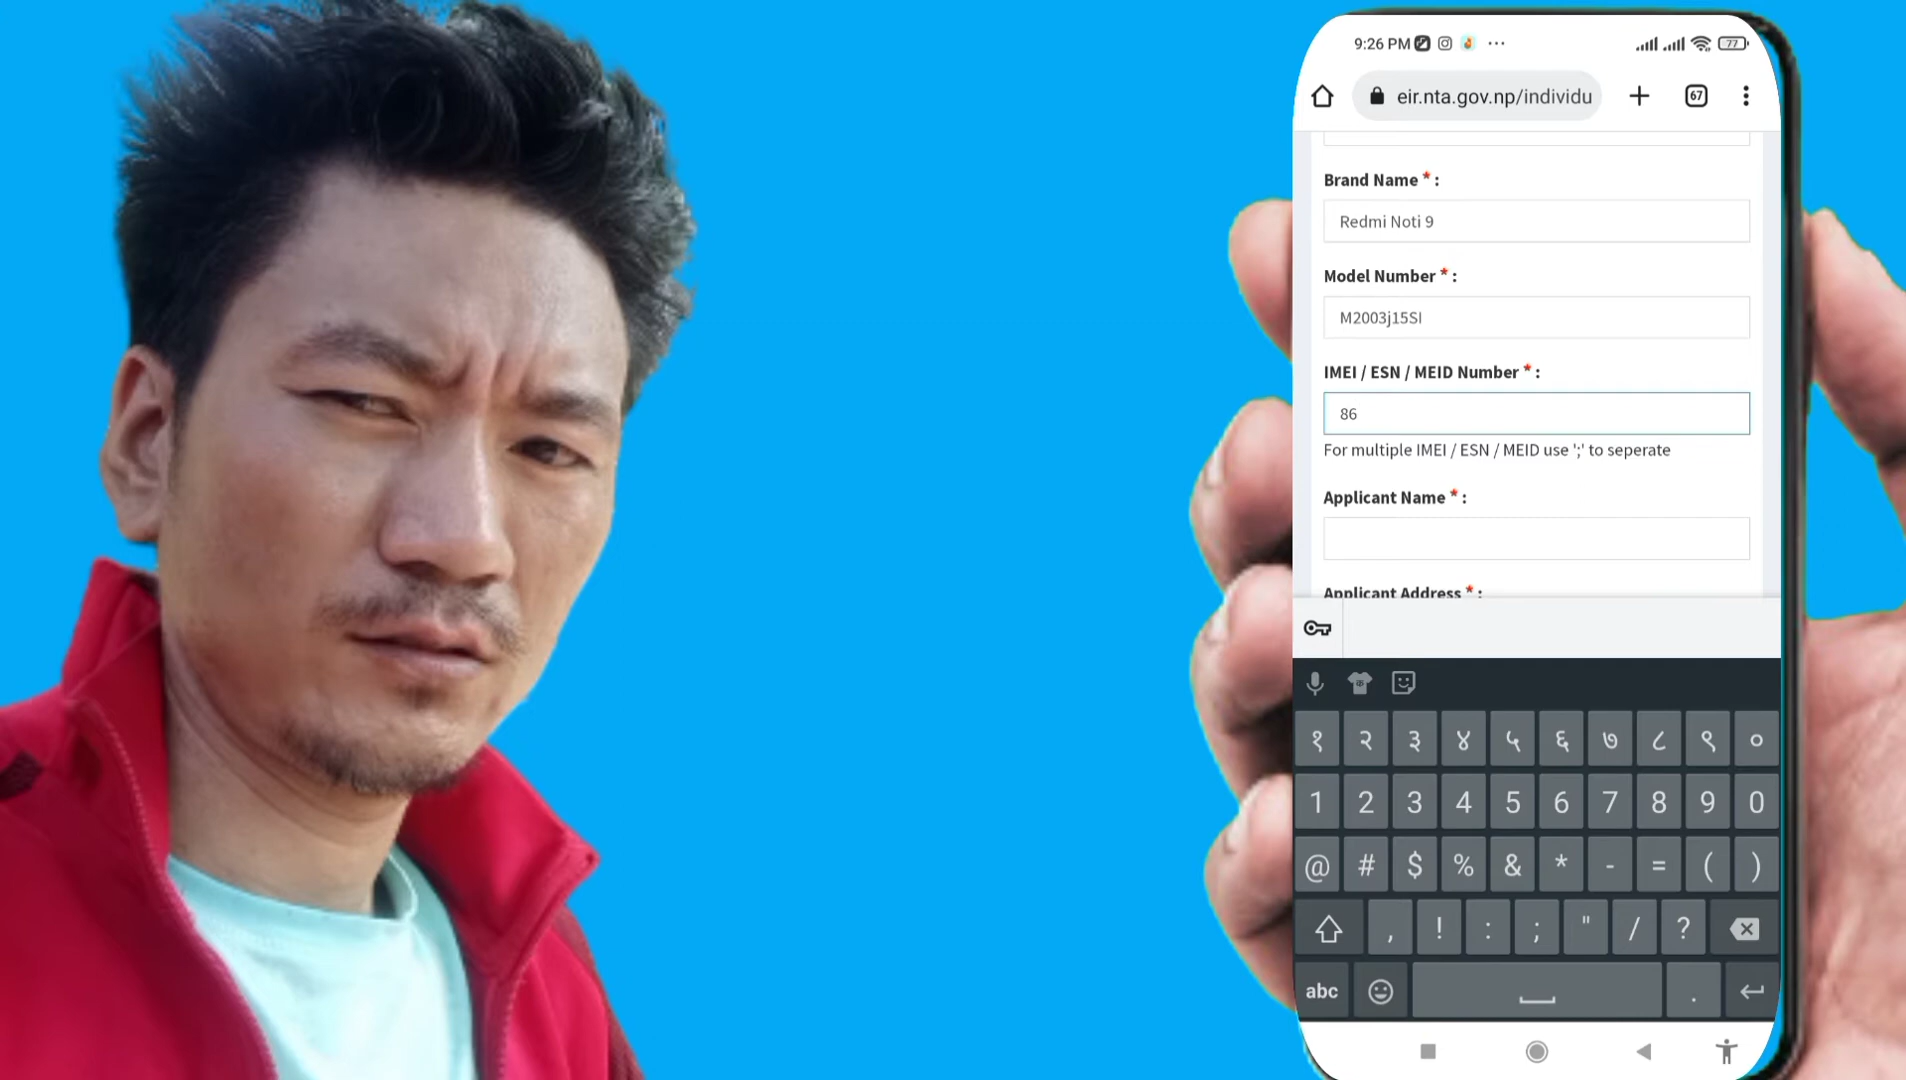 9:26 PM ··· 77
eir.nta.gov.np/individu
67
Brand Name * :
Redmi Noti 9
Model Number * :
M2003j15SI
IMEI / ESN / MEID Number * :
86
For multiple IMEI / ESN / MEID use ';' to seperate
Applicant Name * :
Applicant Address * :
१ २ ३ ४ ५ ६ ७ ८ ९ ०
1 2 3 4 5 6 7 8 9 0
@ # $ % & * - = ( )
, ! : ; " / ?
abc .